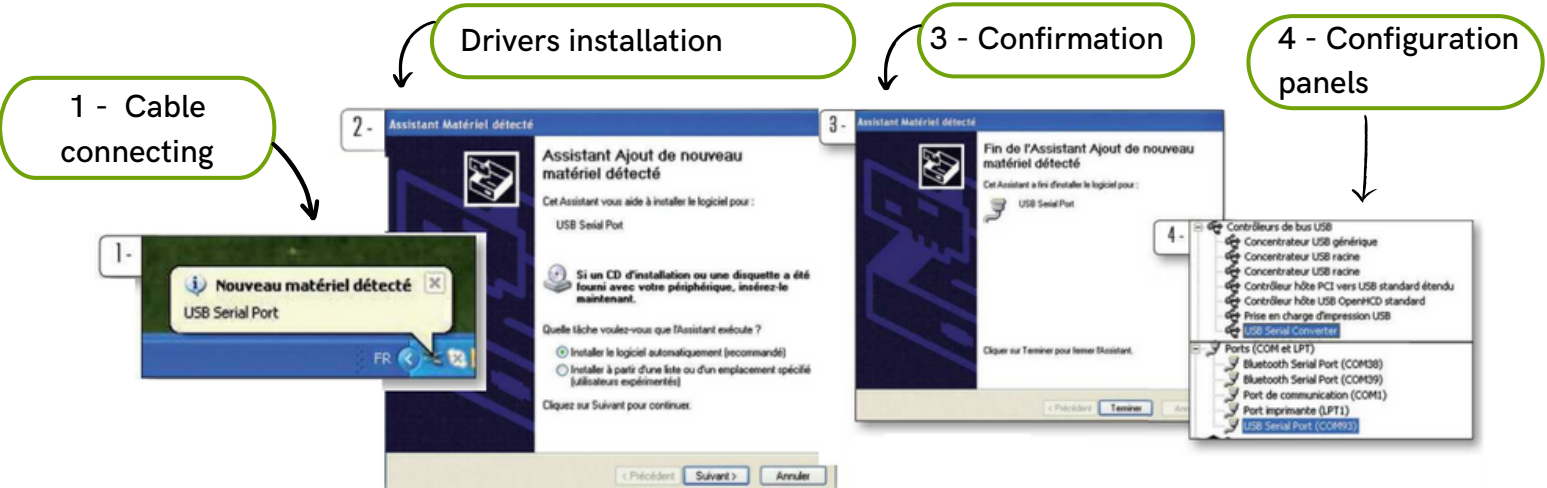 1 - Cable
connecting
Drivers installation
3 - Confirmation
4 - Configuration
panels
1-
Nouveau matériel détecté
USB Serial Port
FR
2-
Assistant Matériel détecté
Assistant Ajout de nouveau
matériel détecté
Cet Assistant vous aide à installer le logiciel pour :
USB Serial Port
Si un CD d'installation ou une disquette a été
fourni avec votre périphérique, insérez-le
maintenant.
Quelle tâche voulez-vous que l'Assistant exécute ?
Installer le logiciel automatiquement (recommandé)
Installer à partir d'une liste ou d'un emplacement spécifié
(utilisateurs expérimentés)
Cliquez sur Suivant pour continuer.
< Précédent
Suivant >
Annuler
3-
Assistant Matériel détecté
Fin de l'Assistant Ajout de nouveau
matériel détecté
Cet Assistant a fini d'installer le logiciel pour :
USB Serial Port
Cliquer sur Terminer pour fermer l'Assistant.
< Précédent
Terminer
4-
Contrôleurs de bus USB
Concentrateur USB générique
Concentrateur USB racine
Concentrateur USB racine
Contrôleur hôte PCI vers USB standard étendu
Contrôleur hôte USB OpenHCD standard
Prise en charge d'impression USB
USB Serial Converter
Ports (COM et LPT)
Bluetooth Serial Port (COM38)
Bluetooth Serial Port (COM39)
Port de communication (COM1)
Port imprimante (LPT1)
USB Serial Port (COM93)